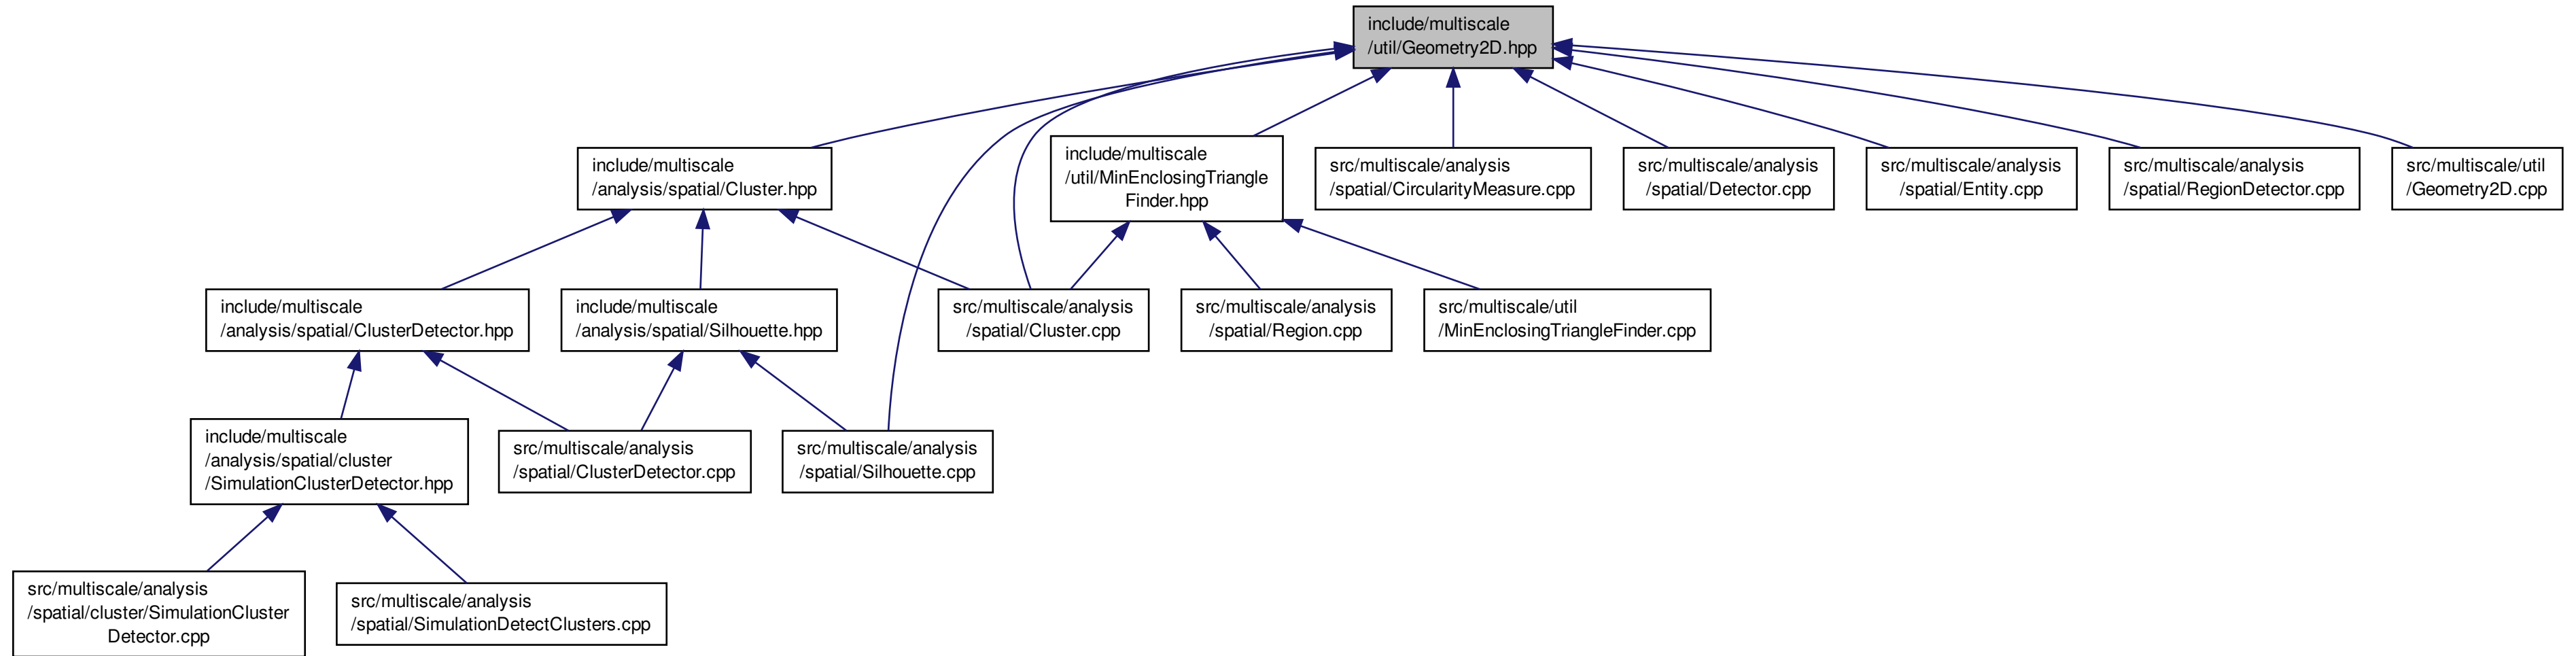 include/multiscale
/util/Geometry2D.hpp
include/multiscale
/analysis/spatial/Cluster.hpp
include/multiscale
/util/MinEnclosingTriangle
Finder.hpp
src/multiscale/analysis
/spatial/CircularityMeasure.cpp
src/multiscale/analysis
/spatial/Detector.cpp
src/multiscale/analysis
/spatial/Entity.cpp
src/multiscale/analysis
/spatial/RegionDetector.cpp
src/multiscale/util
/Geometry2D.cpp
include/multiscale
/analysis/spatial/ClusterDetector.hpp
include/multiscale
/analysis/spatial/Silhouette.hpp
src/multiscale/analysis
/spatial/Cluster.cpp
src/multiscale/analysis
/spatial/Region.cpp
src/multiscale/util
/MinEnclosingTriangleFinder.cpp
include/multiscale
/analysis/spatial/cluster
/SimulationClusterDetector.hpp
src/multiscale/analysis
/spatial/ClusterDetector.cpp
src/multiscale/analysis
/spatial/Silhouette.cpp
src/multiscale/analysis
/spatial/cluster/SimulationCluster
Detector.cpp
src/multiscale/analysis
/spatial/SimulationDetectClusters.cpp